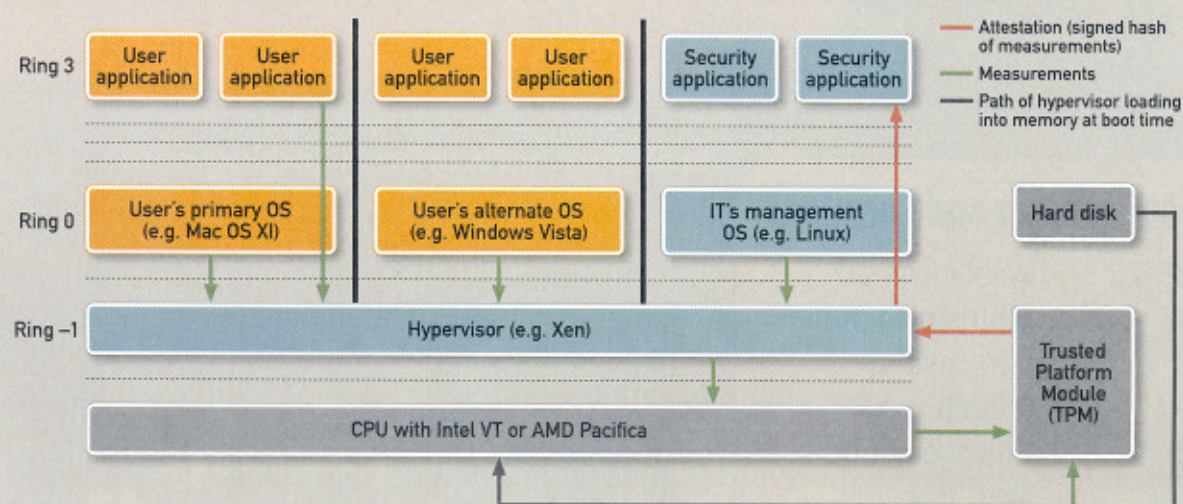 Ring 3
User
application
User
application
User
application
User
application
Security
application
Security
application
Attestation (signed hash
of measurements)
Measurements
Path of hypervisor loading
into memory at boot time
Ring 0
User's primary OS
(e.g. Mac OS XI)
User's alternate OS
(e.g. Windows Vista)
IT's management
OS (e.g. Linux)
Hard disk
Ring –1
Hypervisor (e.g. Xen)
Trusted
Platform
Module
(TPM)
CPU with Intel VT or AMD Pacifica